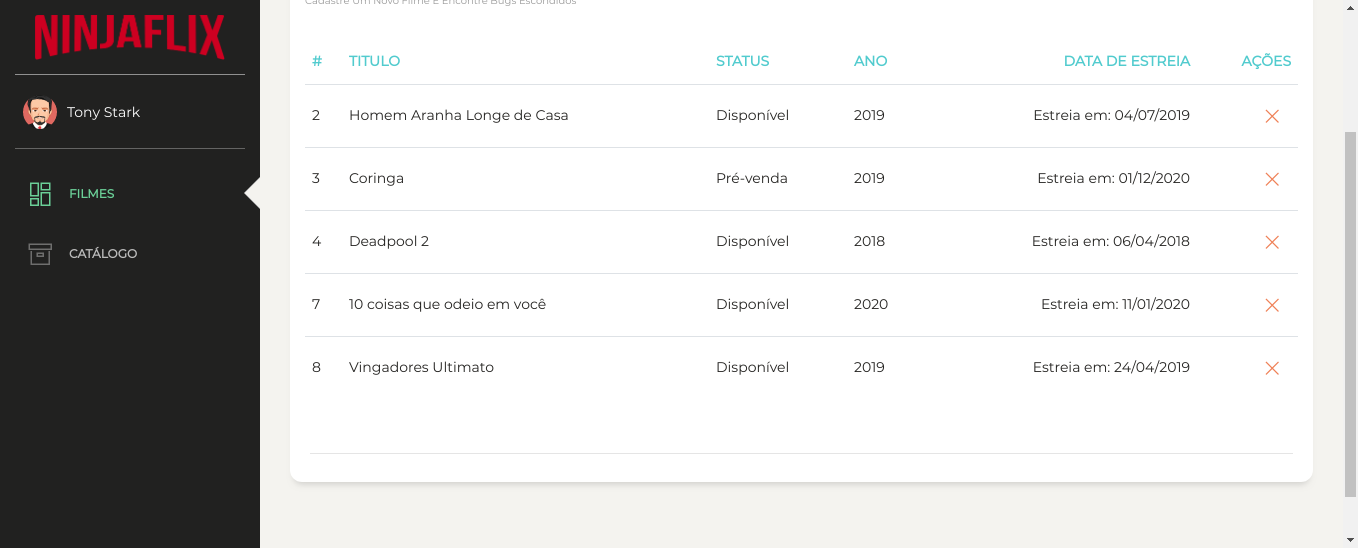 Cadastre Um Novo Filme E Encontre Bugs Escondidos
NINJAFLIX
Tony Stark
FILMES
CATÁLOGO
# TITULO STATUS ANO DATA DE ESTREIA AÇÕES
2 Homem Aranha Longe de Casa Disponível 2019 Estreia em: 04/07/2019
3 Coringa Pré-venda 2019 Estreia em: 01/12/2020
4 Deadpool 2 Disponível 2018 Estreia em: 06/04/2018
7 10 coisas que odeio em você Disponível 2020 Estreia em: 11/01/2020
8 Vingadores Ultimato Disponível 2019 Estreia em: 24/04/2019